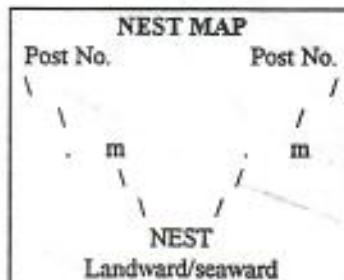 NEST MAP
Post No. Post No.
\ /
\ /
. m . m
\ /
\ /
NEST
Landward/seaward